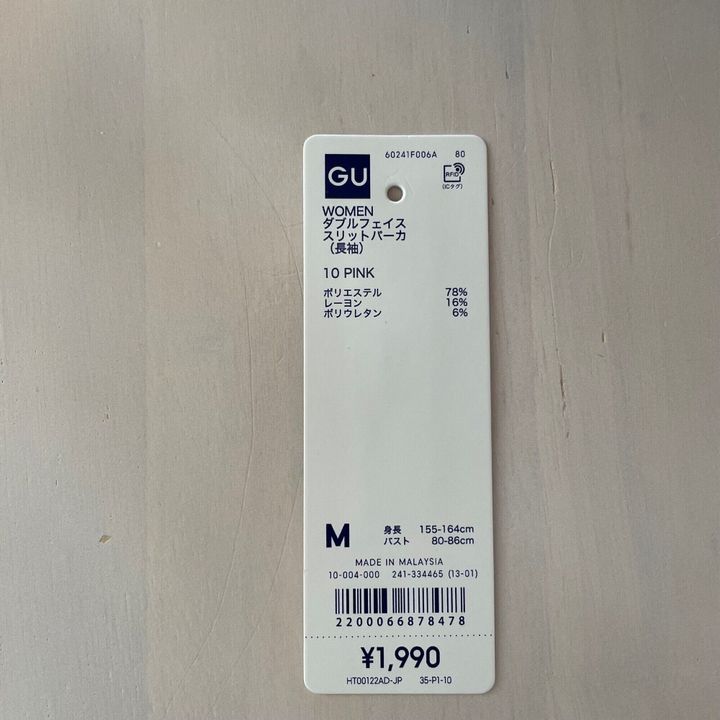 60241F006A 80
GU
RFID
(ICタグ)
WOMEN
ダブルフェイス
スリットパーカ
（長袖）
10 PINK
ポリエステル 78%
レーヨン 16%
ポリウレタン 6%
M
身長 155-164cm
バスト 80-86cm
MADE IN MALAYSIA
10-004-000 241-334465 (13-01)
2200066878478
¥1,990
HT00122AD-JP 35-P1-10